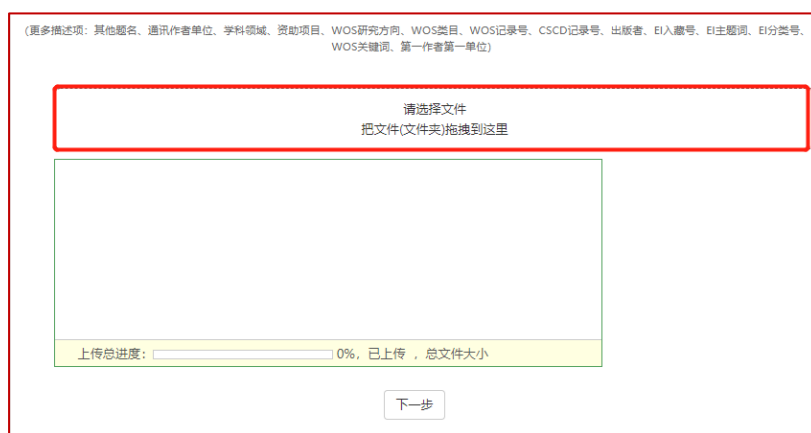 (更多描述项：其他题名、通讯作者单位、学科领域、资助项目、WOS研究方向、WOS类目、WOS记录号、CSCD记录号、出版者、EI入藏号、EI主题词、EI分类号、
WOS关键词、第一作者第一单位)
请选择文件
把文件(文件夹)拖拽到这里
上传总进度： 0%，已上传 ，总文件大小
下一步